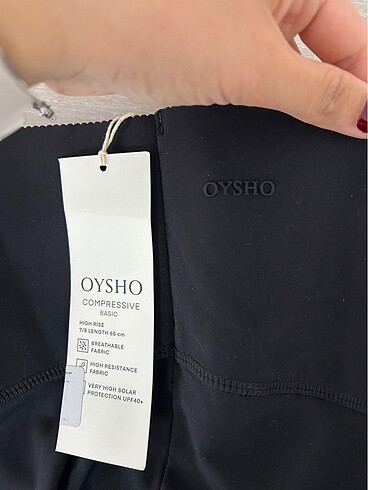 OYSHO
OYSHO
COMPRESSIVE
BASIC
HIGH RISE
7/8 LENGTH 65 cm
BREATHABLE
FABRIC
HIGH RESISTANCE
FABRIC
VERY HIGH SOLAR
PROTECTION UPF40+